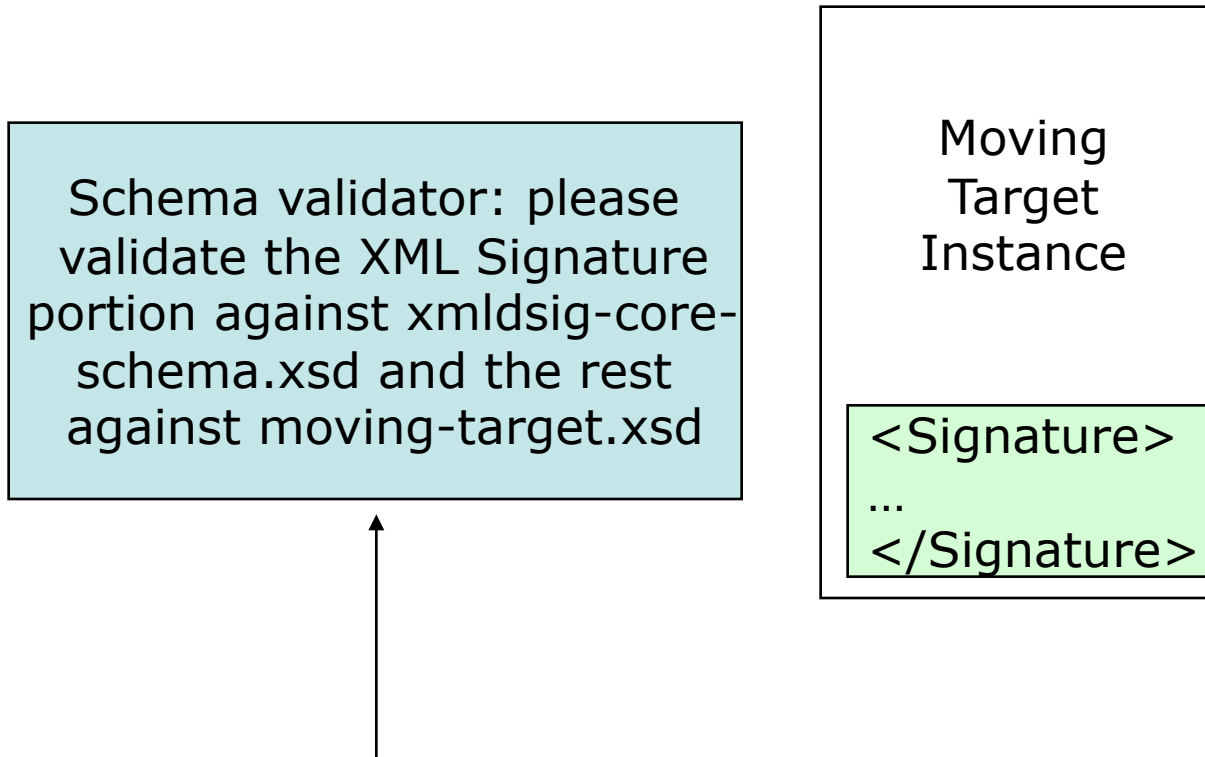 Schema validator: please
validate the XML Signature
portion against xmldsig-core-
schema.xsd and the rest
against moving-target.xsd
Moving
Target
Instance
<Signature>
…
</Signature>